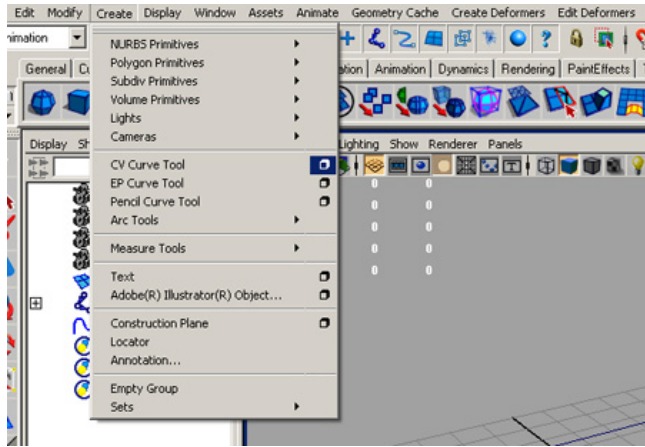 Edit Modify Create Display Window Assets Animate Geometry Cache Create Deformers Edit Deformers
General
Animation Dynamics Rendering PaintEffects
Display
Lighting Show Renderer Panels
NURBS Primitives
Polygon Primitives
Subdiv Primitives
Volume Primitives
Lights
Cameras
CV Curve Tool
EP Curve Tool
Pencil Curve Tool
Arc Tools
Measure Tools
Text
Adobe(R) Illustrator(R) Object...
Construction Plane
Locator
Annotation...
Empty Group
Sets
0 0
0 0
0 0
0 0
0 0